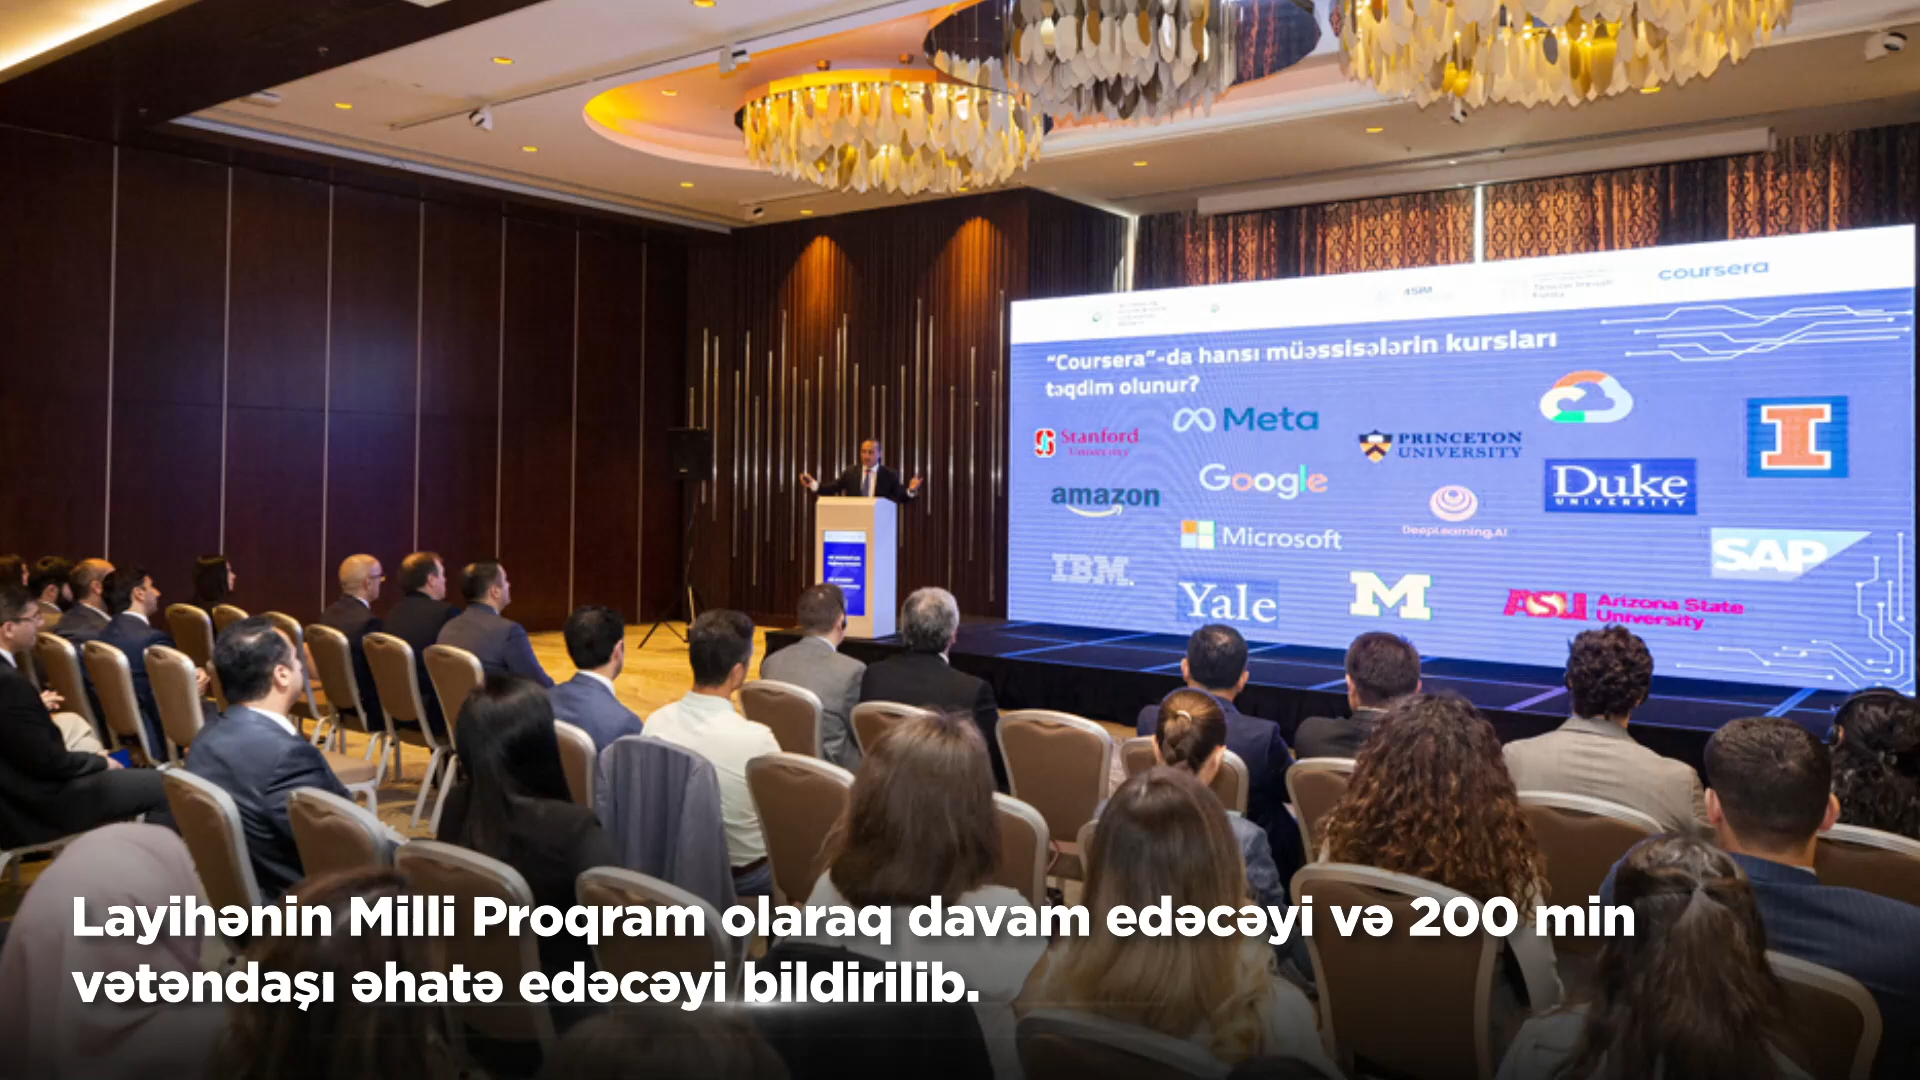 coursera
4SIM
"Coursera"-da hansı müəssisələrin kursları
təqdim olunur?
Meta
Stanford
University
PRINCETON
UNIVERSITY
I
Google
Duke
UNIVERSITY
amazon
DeepLearning.AI
Microsoft
SAP
IBM
Yale
M
ASU Arizona State
University
Layihənin Milli Proqram olaraq davam edəcəyi və 200 min
vətəndaşı əhatə edəcəyi bildirilib.